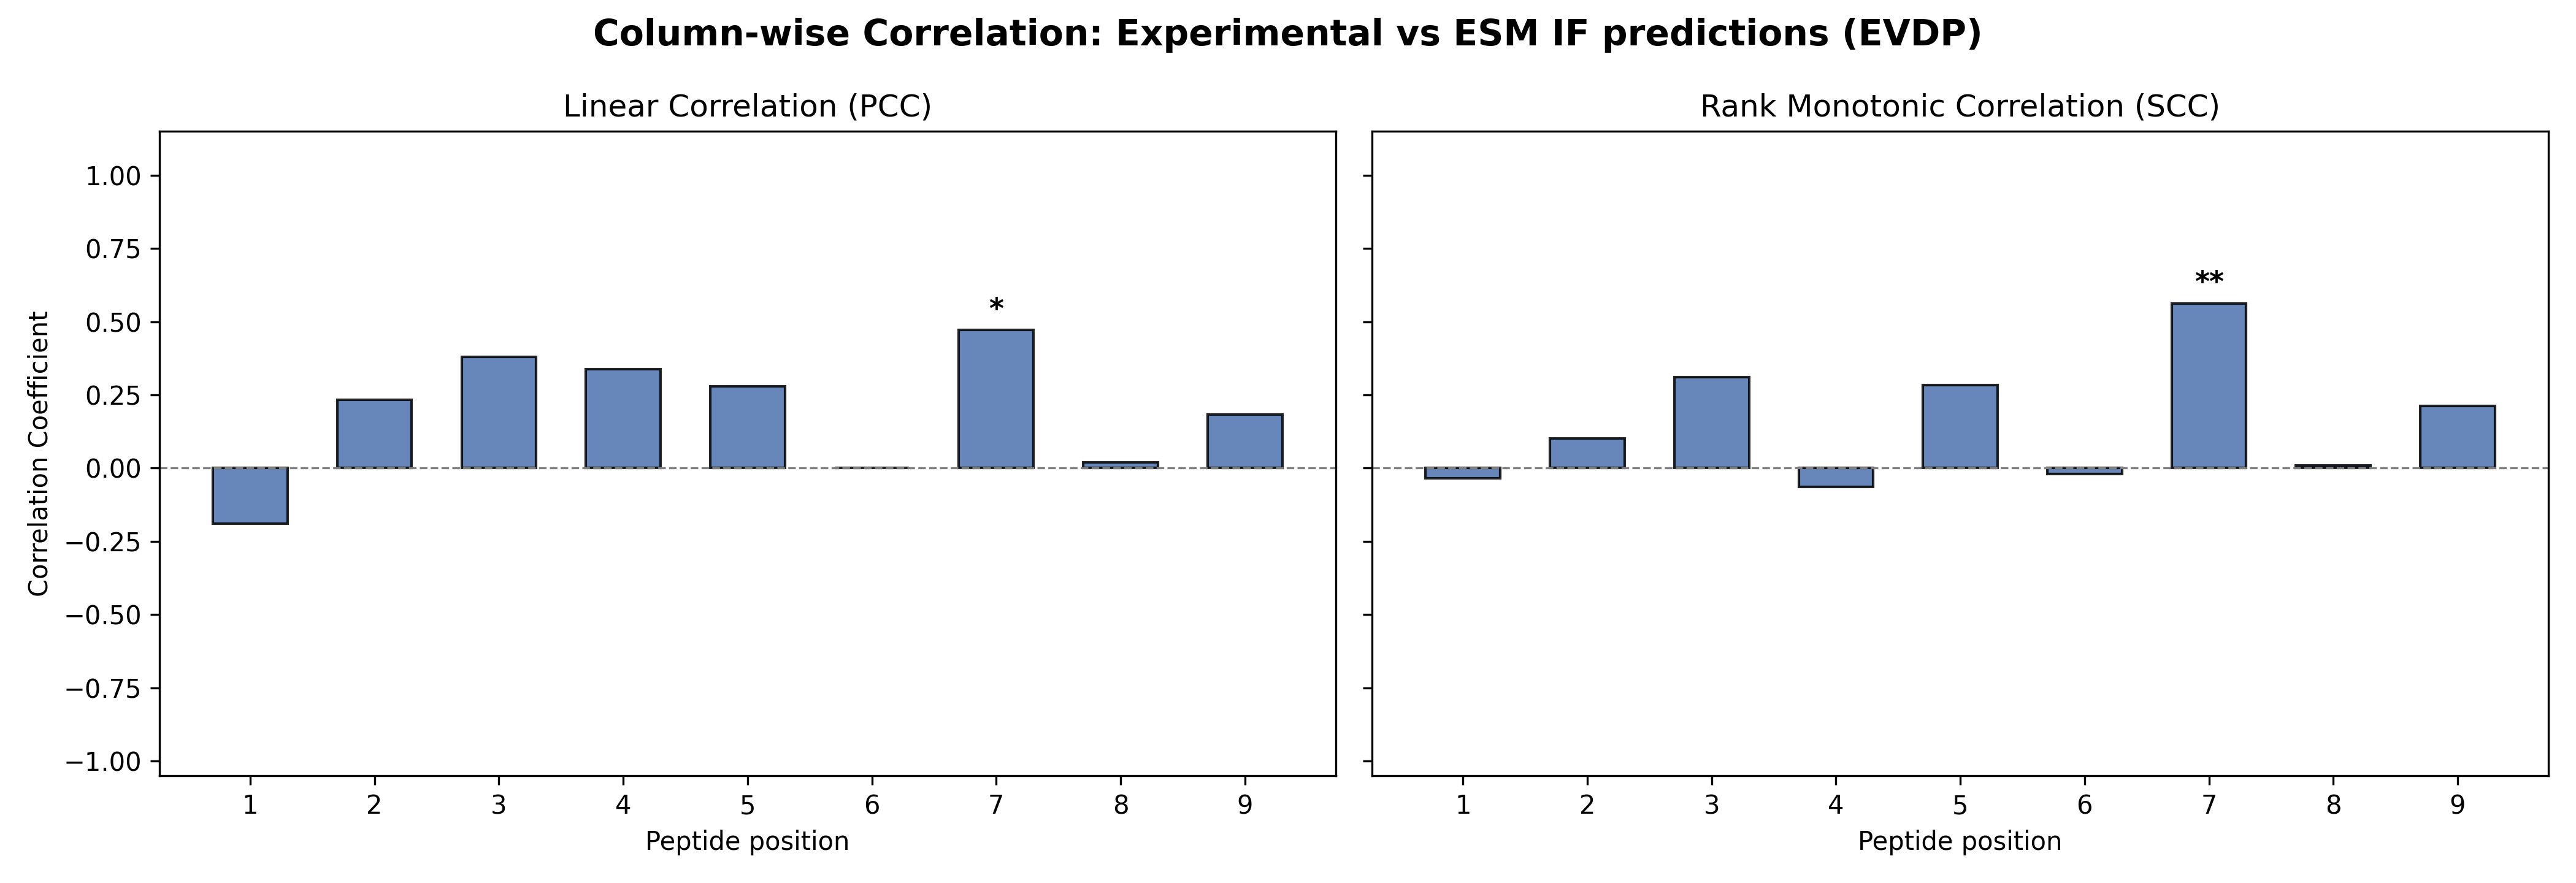 Column-wise Correlation: Experimental vs ESM IF predictions (EVDP)
Linear Correlation (PCC)
Correlation Coefficient
1.00
0.75
0.50
0.25
0.00
−0.25
−0.50
−0.75
−1.00
*
1 2 3 4 5 6 7 8 9
Peptide position
Rank Monotonic Correlation (SCC)
**
1 2 3 4 5 6 7 8 9
Peptide position